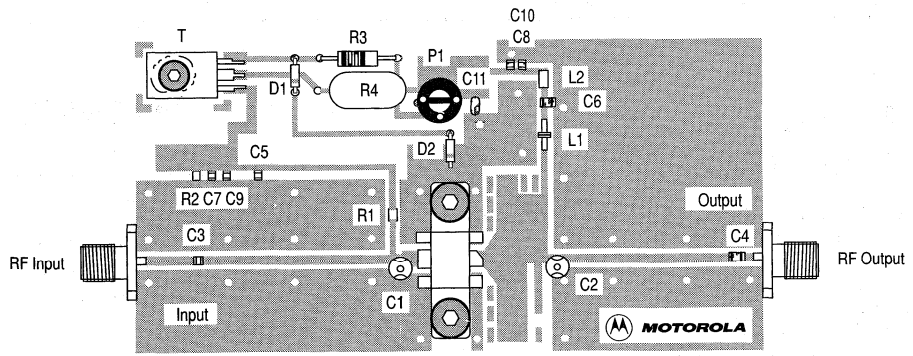 C10
T
R3
C8
P1
D1
R4
C11
L2
C6
L1
D2
C5
R2 C7 C9
R1
Output
C3
C4
RF Input
RF Output
C1
C2
Input
MOTOROLA